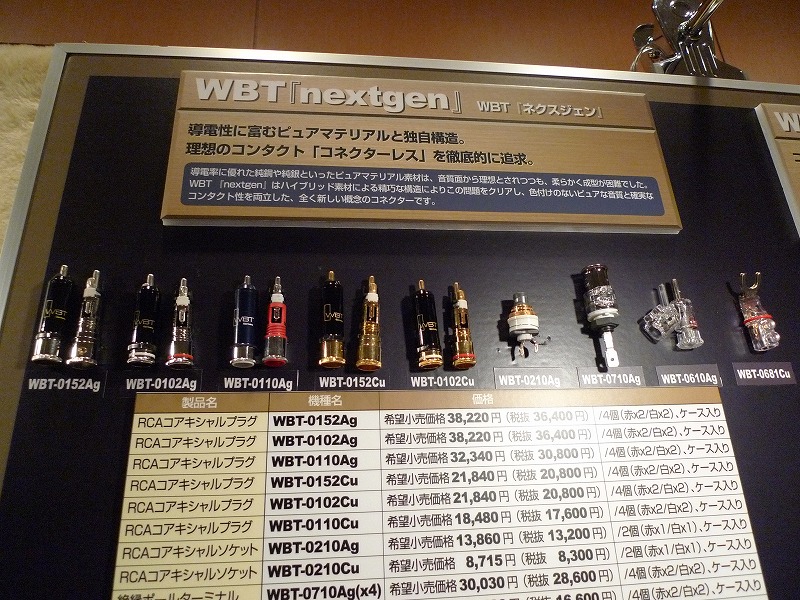 WBT『nextgen』 WBT『ネクスジェン』
導電性に富むピュアマテリアルと独自構造。
理想のコンタクト「コネクターレス」を徹底的に追求。
導電率に優れた純銅や純銀といったピュアマテリアル素材は、音質面から理想とされつつも、柔らかく成型が困難でした。
WBT 『nextgen』はハイブリッド素材による精巧な構造によりこの問題をクリアし、色付けのないピュアな音質と確実な
コンタクト性を両立した、全く新しい概念のコネクターです。
WBT-0152Ag WBT-0102Ag WBT-0110Ag WBT-0152Cu WBT-0102Cu WBT-0210Ag WBT-0710Ag WBT-0610Ag WBT-0681Cu
製品名 機種名 価格
RCAコアキシャルプラグ WBT-0152Ag 希望小売価格 38,220円（税抜 36,400円） /4個（赤x2/白x2）、ケース入り
RCAコアキシャルプラグ WBT-0102Ag 希望小売価格 38,220円（税抜 36,400円） /4個（赤x2/白x2）、ケース入り
RCAコアキシャルプラグ WBT-0110Ag 希望小売価格 32,340円（税抜 30,800円） /4個（赤x2/白x2）、ケース入り
RCAコアキシャルプラグ WBT-0152Cu 希望小売価格 21,840円（税抜 20,800円） /4個（赤x2/白x2）、ケース入り
RCAコアキシャルプラグ WBT-0102Cu 希望小売価格 21,840円（税抜 20,800円） /4個（赤x2/白x2）、ケース入り
RCAコアキシャルプラグ WBT-0110Cu 希望小売価格 18,480円（税抜 17,600円） /4個（赤x2/白x2）、ケース入り
RCAコアキシャルソケット WBT-0210Ag 希望小売価格 13,860円（税抜 13,200円） /2個（赤x1/白x1）、ケース入り
RCAコアキシャルソケット WBT-0210Cu 希望小売価格 8,715円（税抜 8,300円） /2個（赤x1/白x1）、ケース入り
絶縁ポールターミナル WBT-0710Ag(x4) 希望小売価格 30,030円（税抜 28,600円） /4個（赤x2/白x2）、ケース入り